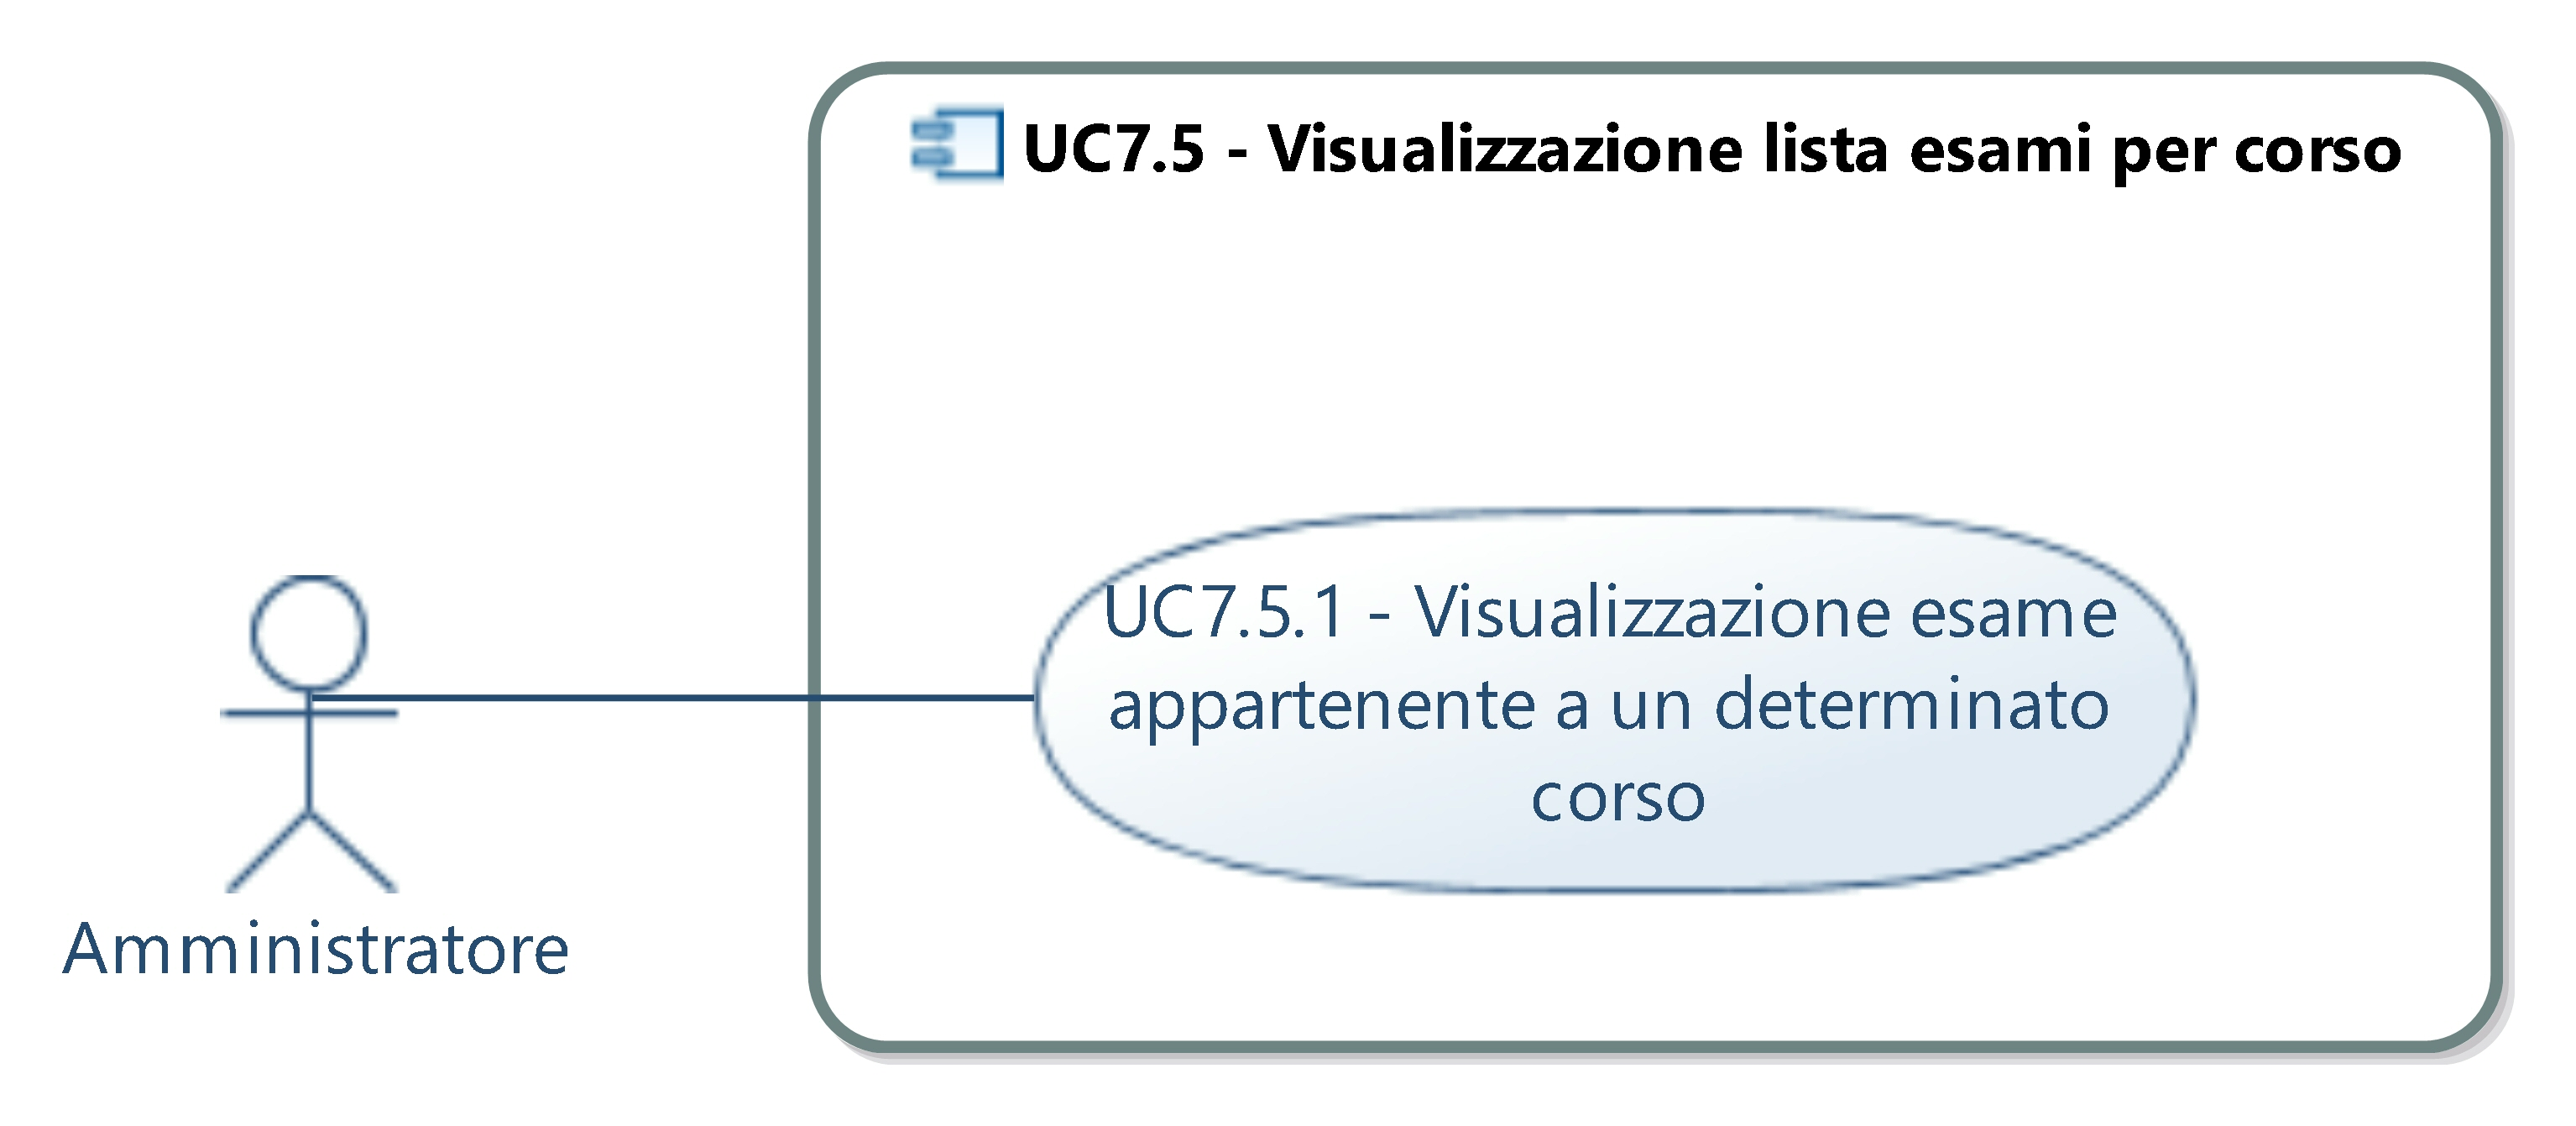 UC7.5 - Visualizzazione lista esami per corso
UC7.5.1 - Visualizzazione esame
appartenente a un determinato
corso
Amministratore